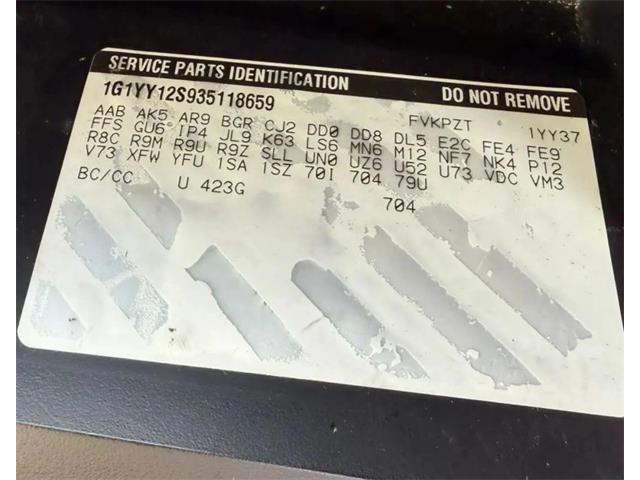 SERVICE PARTS IDENTIFICATION DO NOT REMOVE
1G1YY12S935118659 FVKPZT 1YY37
AAB AK5 AR9 BGR CJ2 DD0 DD8 DL5 E2C FE4 FE9
FFS GU6 IP4 JL9 K63 LS6 MN6 M12 NF7 NK4 P12
R8C R9M R9U R9Z SLL UN0 UZ6 U52 U73 VDC VM3
V73 XFW YFU 1SA 1SZ 70I 704 79U
BC/CC U 423G 704